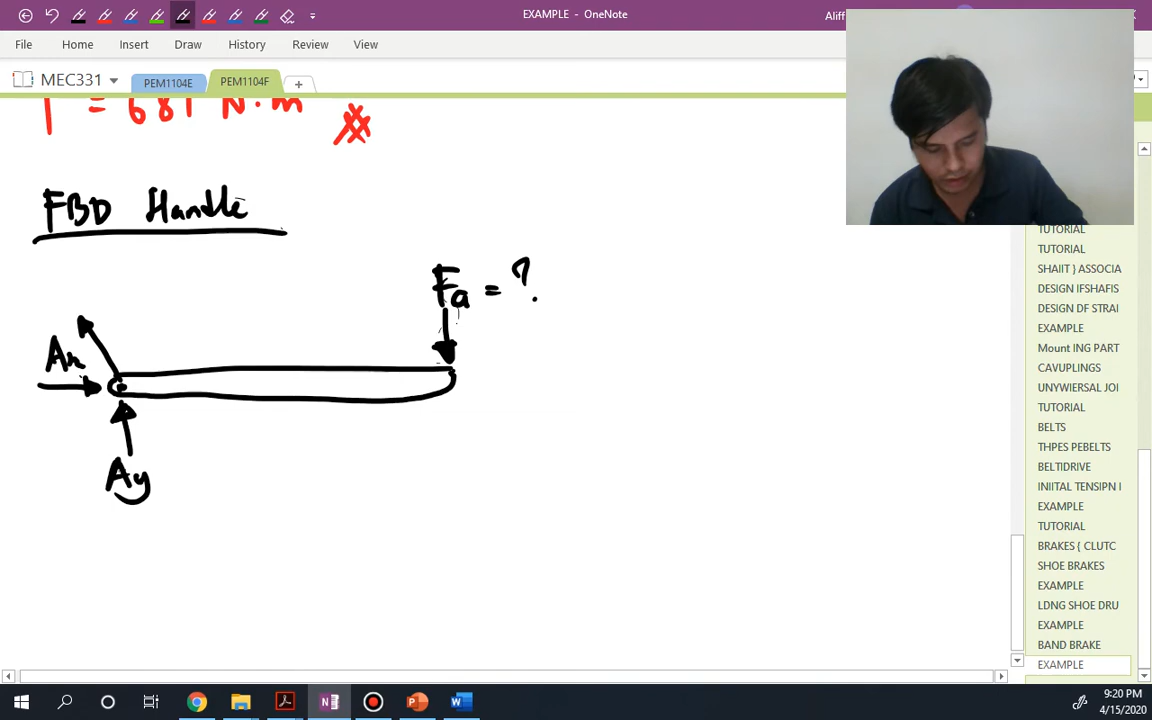 EXAMPLE - OneNote
Aliff
File Home Insert Draw History Review View
MEC331 PEM1104E PEM1104F
T = 681 N·m
FBD Handle
Fa = ?
Ax
Ay
TUTORIAL
TUTORIAL
SHAIIT } ASSOCIA
DESIGN IFSHAFIS
DESIGN DF STRAI
EXAMPLE
Mount ING PART
CAVUPLINGS
UNYWIERSAL JOI
TUTORIAL
BELTS
THPES PEBELTS
BELTIDRIVE
INIITAL TENSIPN I
EXAMPLE
TUTORIAL
BRAKES { CLUTC
SHOE BRAKES
EXAMPLE
LDNG SHOE DRU
EXAMPLE
BAND BRAKE
EXAMPLE
9:20 PM
4/15/2020